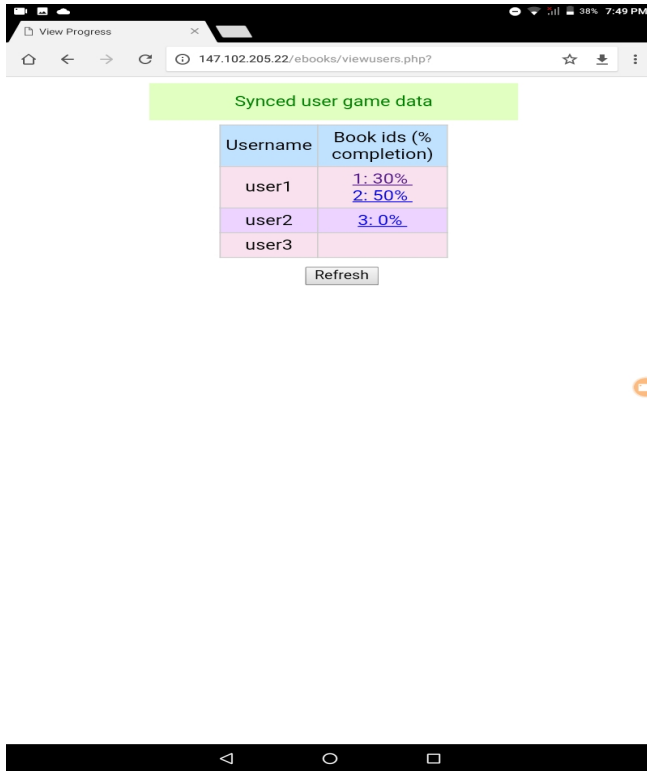 38% 7:49 PM
View Progress
147.102.205.22/ebooks/viewusers.php?
Synced user game data
Username
Book ids (%
completion)
user1
1: 30%
2: 50%
user2
3: 0%
user3
Refresh